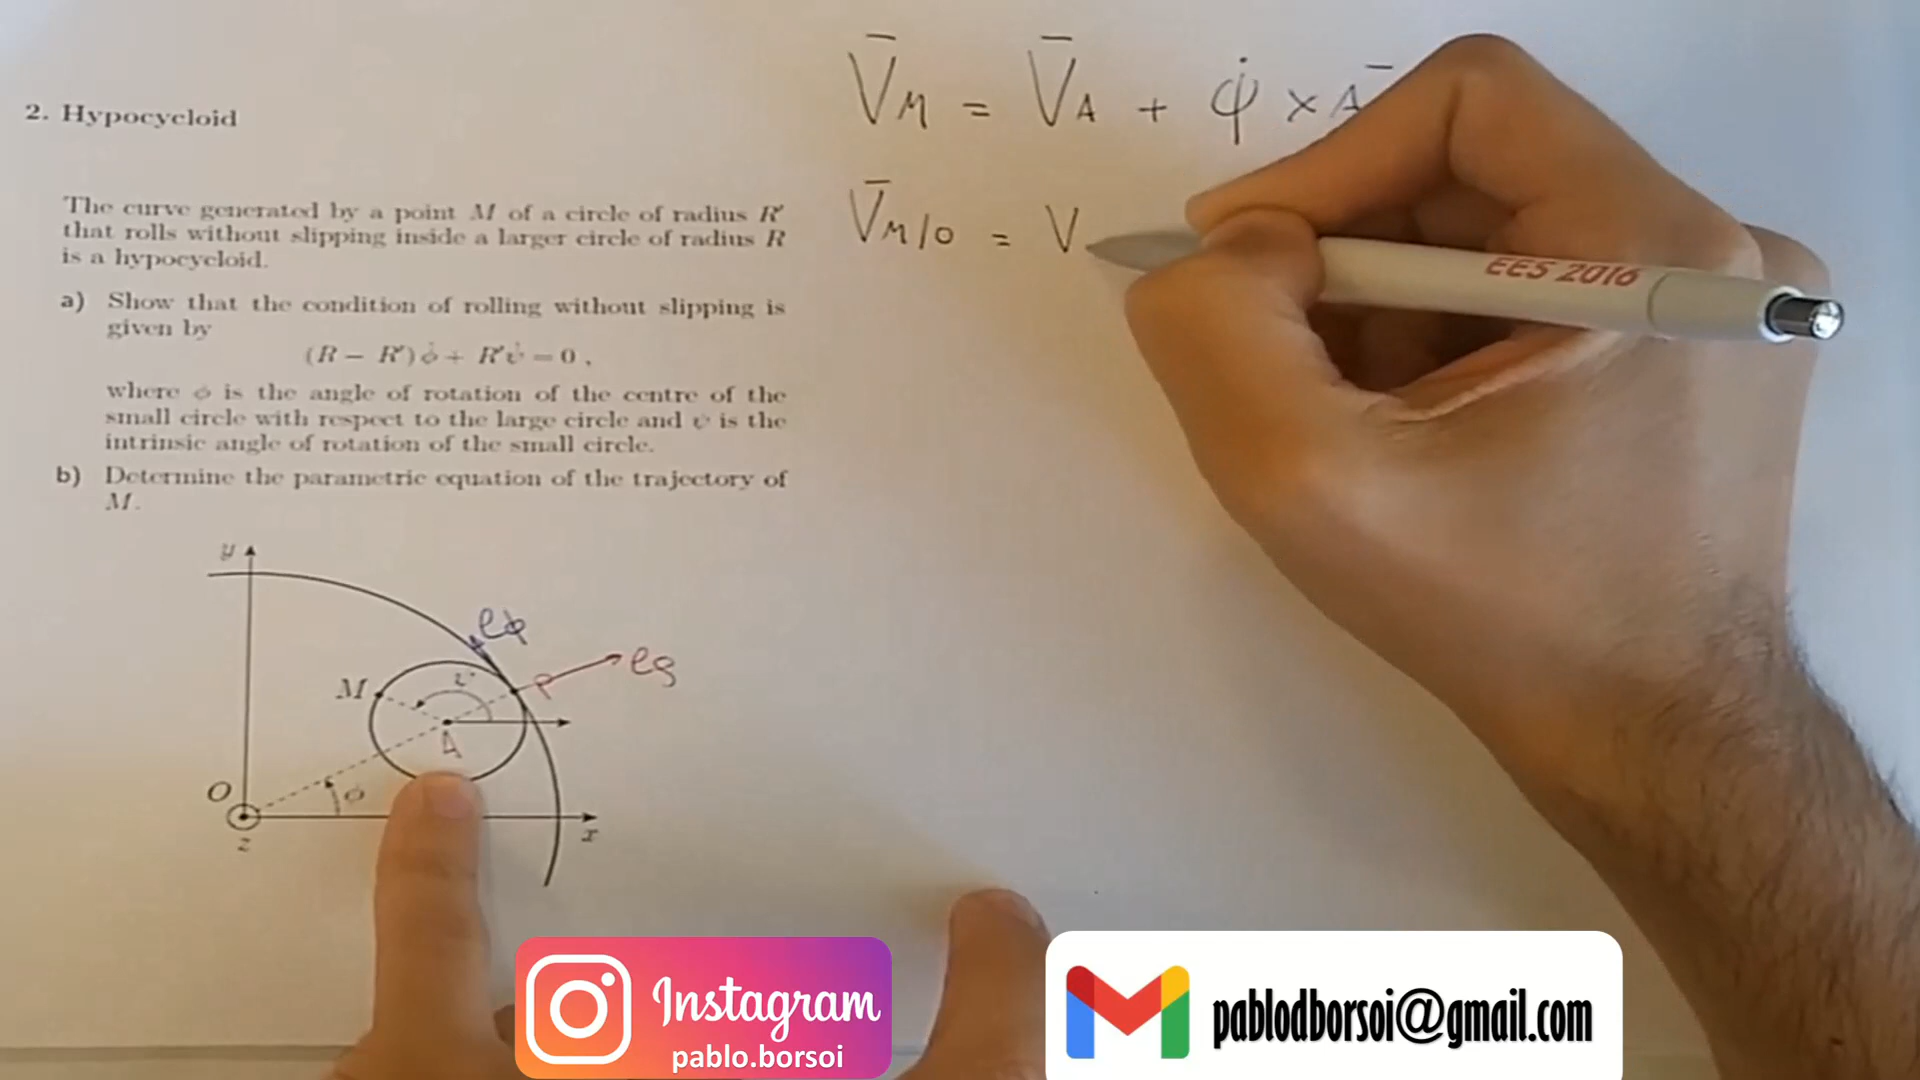 2. Hypocycloid
The curve generated by a point M of a circle of radius R'
that rolls without slipping inside a larger circle of radius R
is a hypocycloid.
a) Show that the condition of rolling without slipping is
given by
(R − R')ϕ̇ + R'ψ̇ = 0 ,
where ϕ is the angle of rotation of the centre of the
small circle with respect to the large circle and ψ is the
intrinsic angle of rotation of the small circle.
b) Determine the parametric equation of the trajectory of
M.
y
eϕ
M
ψ
P
eρ
A
O
ϕ
x
z
V̄M = V̄A + ψ̇ × A
V̄M/O = V
EES 2016
Instagram
pablo.borsoi
pablodborsoi@gmail.com